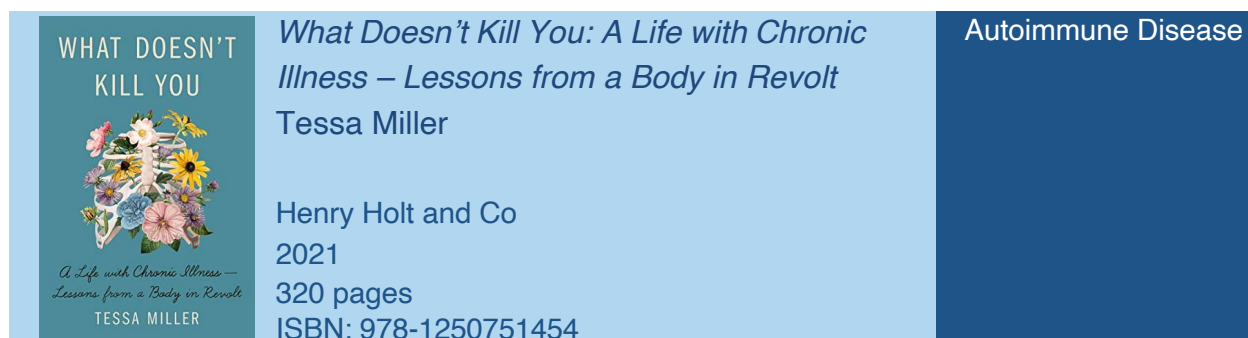 WHAT DOESN'T
KILL YOU
A Life with Chronic Illness —
Lessons from a Body in Revolt
TESSA MILLER
What Doesn't Kill You: A Life with Chronic
Illness – Lessons from a Body in Revolt
Tessa Miller
Henry Holt and Co
2021
320 pages
ISBN: 978-1250751454
Autoimmune Disease